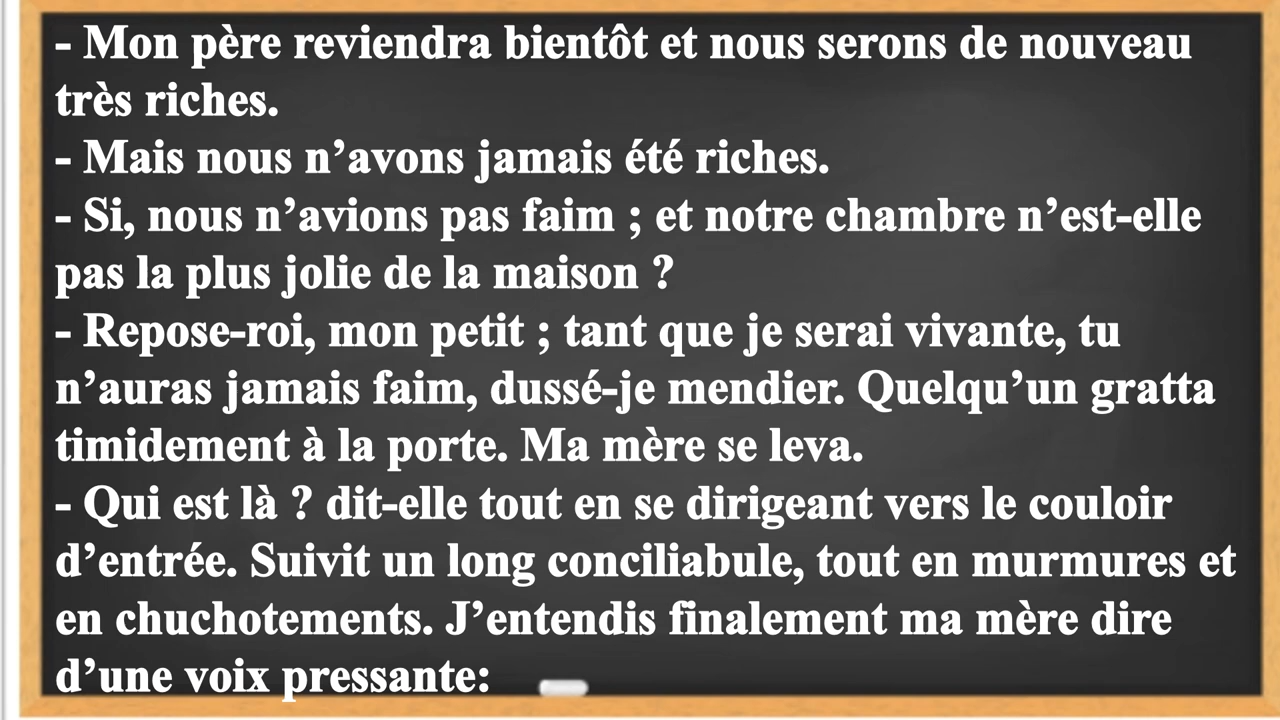 - Mon père reviendra bientôt et nous serons de nouveau
très riches.
- Mais nous n’avons jamais été riches.
- Si, nous n’avions pas faim ; et notre chambre n’est-elle
pas la plus jolie de la maison ?
- Repose-roi, mon petit ; tant que je serai vivante, tu
n’auras jamais faim, dussé-je mendier. Quelqu’un gratta
timidement à la porte. Ma mère se leva.
- Qui est là ? dit-elle tout en se dirigeant vers le couloir
d’entrée. Suivit un long conciliabule, tout en murmures et
en chuchotements. J’entendis finalement ma mère dire
d’une voix pressante: